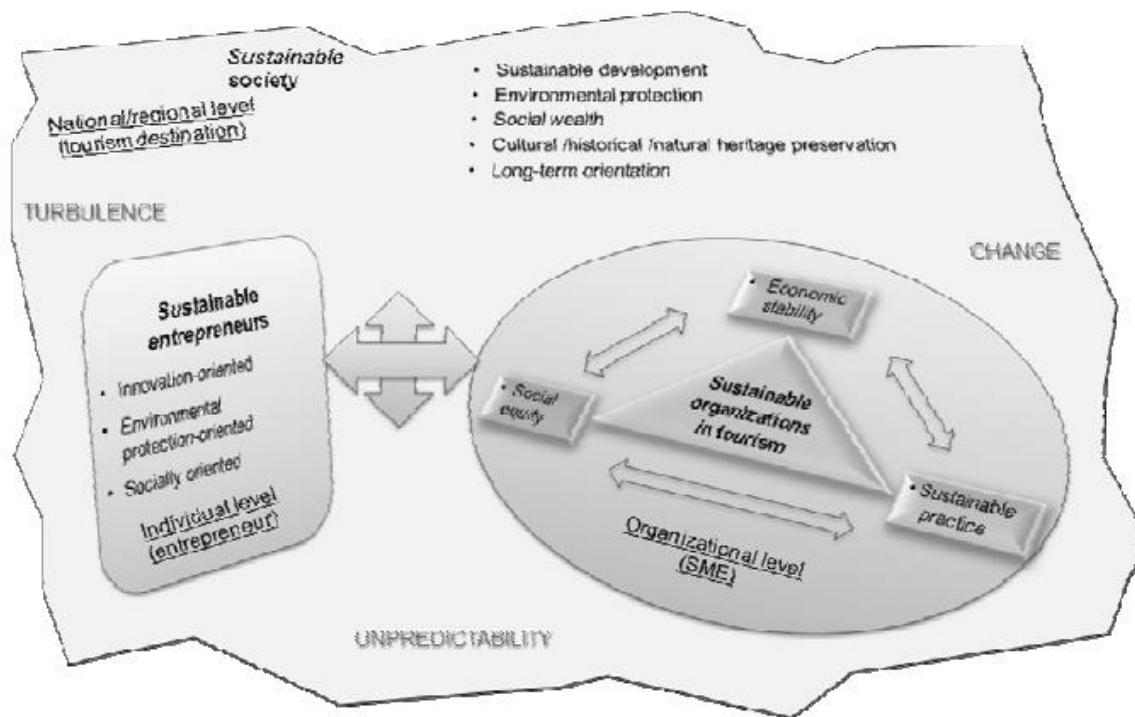 Sustainable
society
National/regional level
(tourism destination)
• Sustainable development
• Environmental protection
• Social wealth
• Cultural /historical /natural heritage preservation
• Long-term orientation
TURBULENCE
CHANGE
Sustainable
entrepreneurs
• Innovation-oriented
• Environmental
protection-oriented
• Socially oriented
Individual level
(entrepreneur)
• Economic
stability
• Social
equity
Sustainable
organizations
in tourism
• Sustainable
practice
Organizational level
(SME)
UNPREDICTABILITY